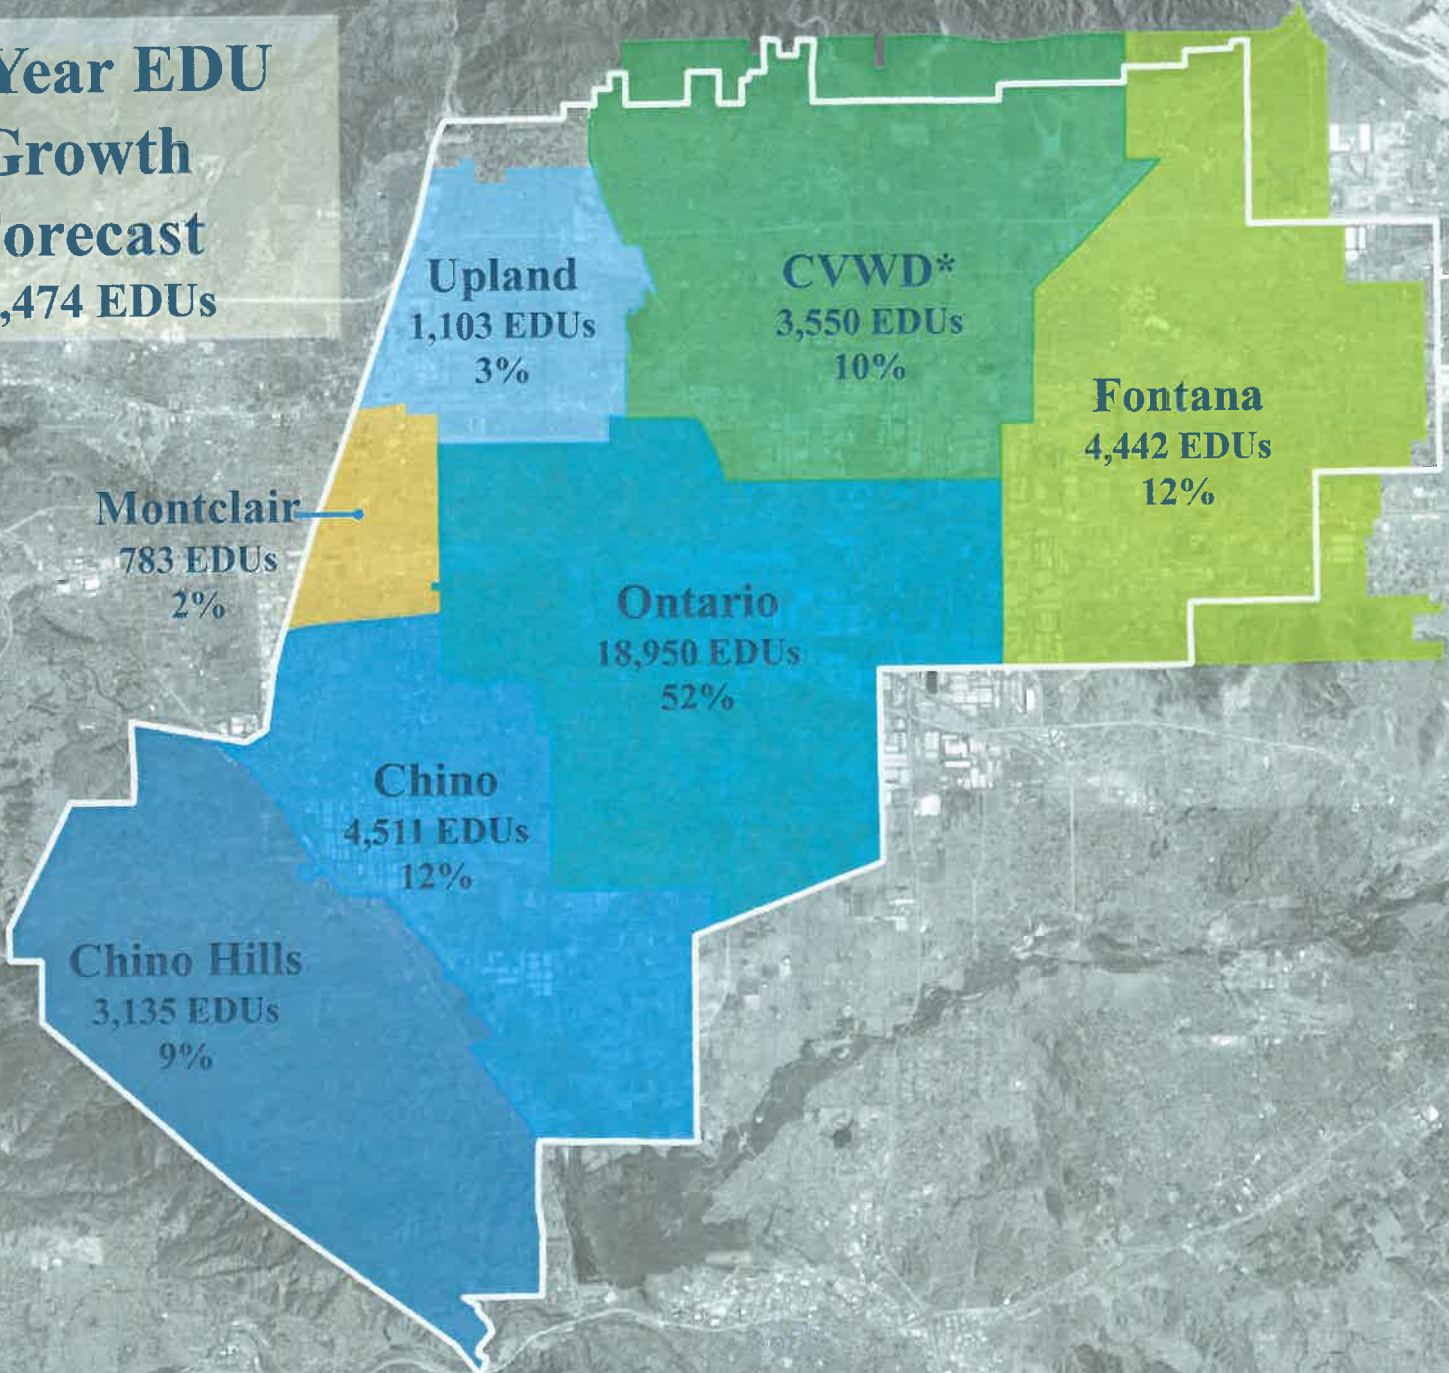 Year EDU
Growth
orecast
,474 EDUs
Upland
1,103 EDUs
3%
CVWD*
3,550 EDUs
10%
Fontana
4,442 EDUs
12%
Montclair
783 EDUs
2%
Ontario
18,950 EDUs
52%
Chino
4,511 EDUs
12%
Chino Hills
3,135 EDUs
9%